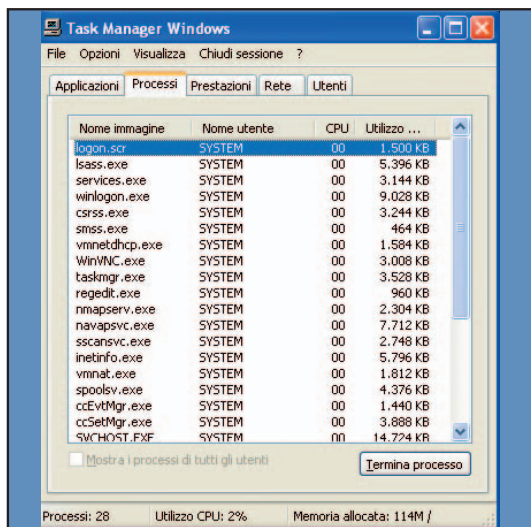 Task Manager Windows
File Opzioni Visualizza Chiudi sessione ?
Applicazioni Processi Prestazioni Rete Utenti
Nome immagine Nome utente CPU Utilizzo ...
logon.scr SYSTEM 00 1.500 KB
lsass.exe SYSTEM 00 5.396 KB
services.exe SYSTEM 00 3.144 KB
winlogon.exe SYSTEM 00 9.028 KB
csrss.exe SYSTEM 00 3.244 KB
smss.exe SYSTEM 00 464 KB
vmnetdhcp.exe SYSTEM 00 1.584 KB
WinVNC.exe SYSTEM 00 3.008 KB
taskmgr.exe SYSTEM 00 3.528 KB
regedit.exe SYSTEM 00 960 KB
nmapserv.exe SYSTEM 00 2.304 KB
navapsvc.exe SYSTEM 00 7.712 KB
sscansvc.exe SYSTEM 00 2.748 KB
inetinfo.exe SYSTEM 00 5.796 KB
vmnat.exe SYSTEM 00 1.812 KB
spoolsv.exe SYSTEM 00 4.376 KB
ccEvtMgr.exe SYSTEM 00 1.440 KB
ccSetMgr.exe SYSTEM 00 3.888 KB
SVCHOST.EXE SYSTEM 00 14.724 KB
Mostra i processi di tutti gli utenti
Termina processo
Processi: 28 Utilizzo CPU: 2% Memoria allocata: 114M /